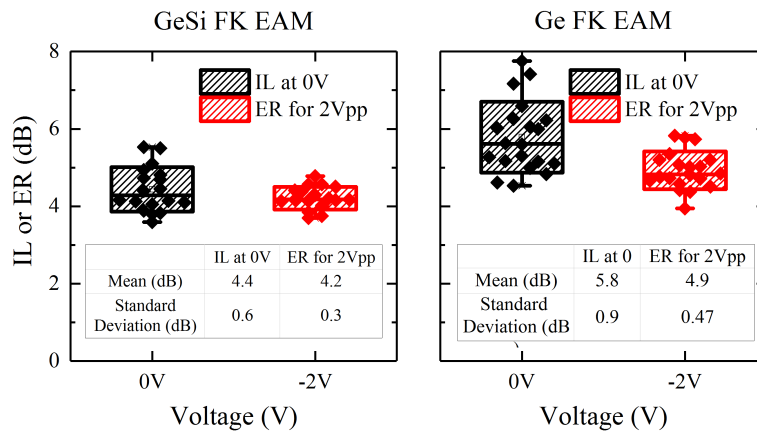 GeSi FK EAM
Ge FK EAM
IL or ER (dB)
8
6
4
2
0
IL at 0V
ER for 2Vpp
IL at 0V
ER for 2Vpp
IL at 0V ER for 2Vpp
Mean (dB) 4.4 4.2
Standard
Deviation (dB) 0.6 0.3
IL at 0 ER for 2Vpp
Mean (dB) 5.8 4.9
Standard
Deviation (dB 0.9 0.47
0V -2V
0V -2V
Voltage (V)
Voltage (V)